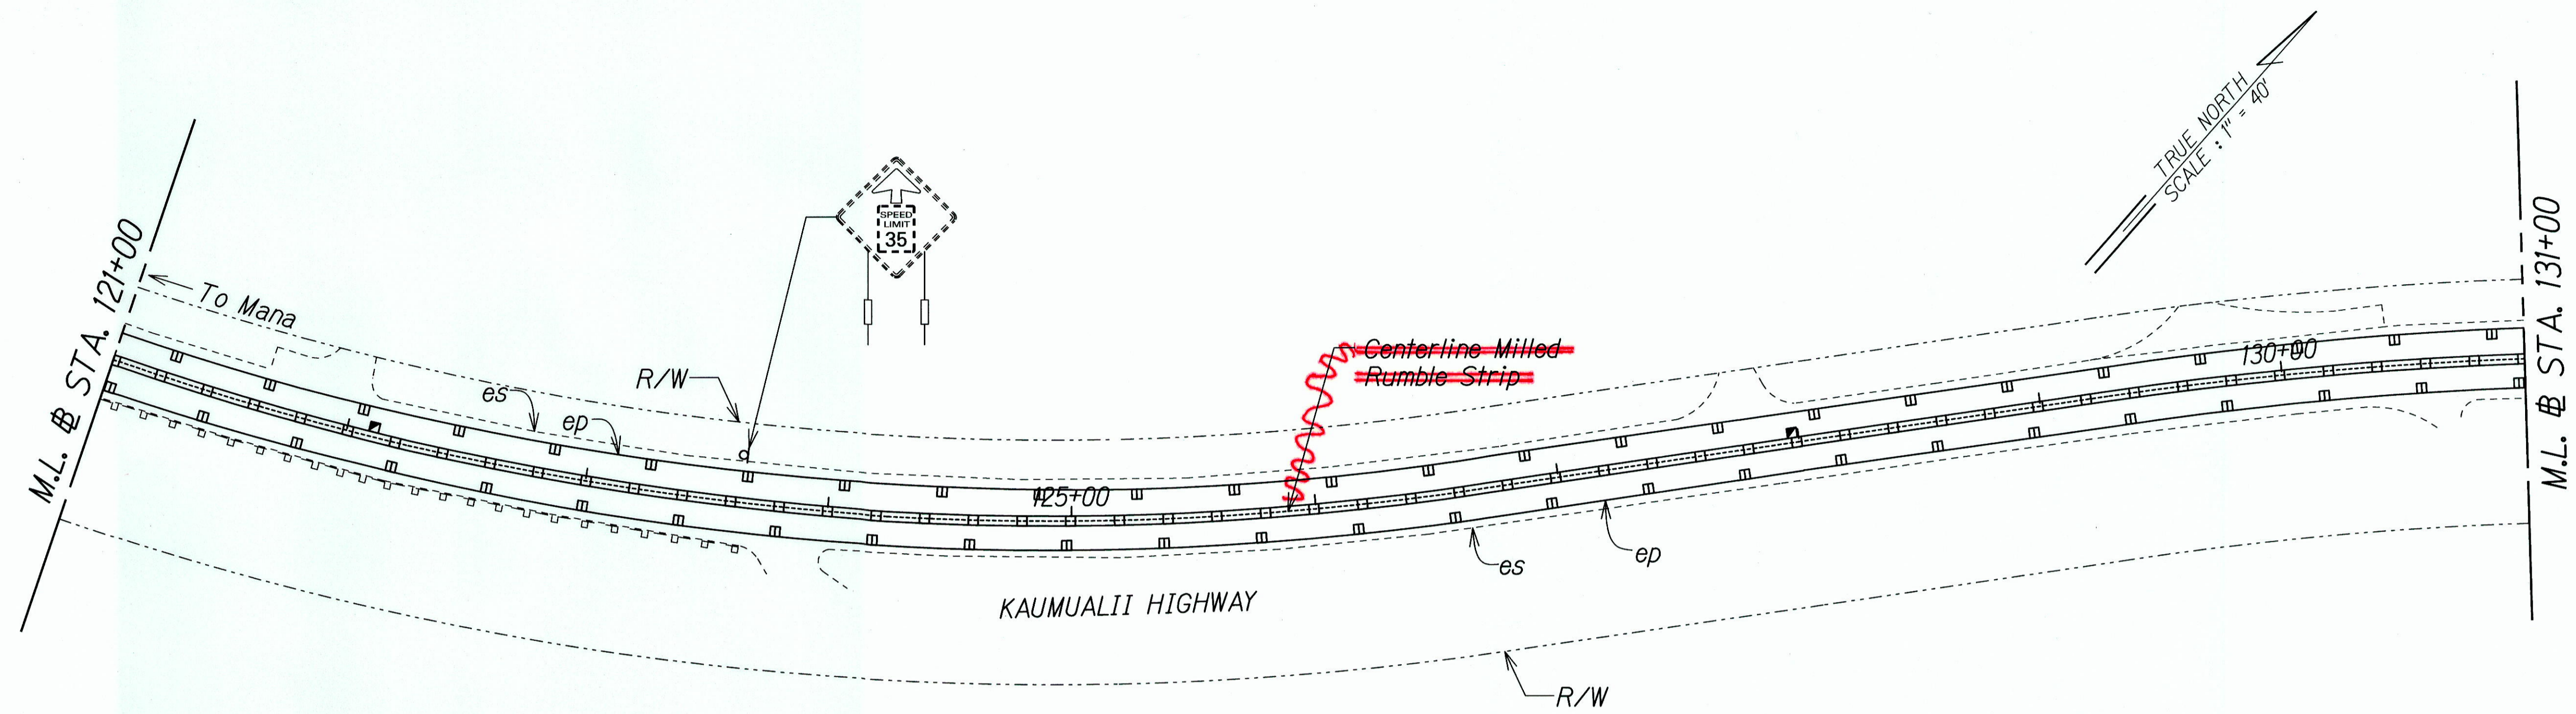 M.L. ⅊ STA. 121+00
To Mana
SPEED
LIMIT
35
R/W
es
ep
125+00
Centerline Milled
Rumble Strip
KAUMUALII HIGHWAY
es
ep
R/W
130+00
TRUE NORTH
SCALE : 1" = 40'
M.L. ⅊ STA. 131+00